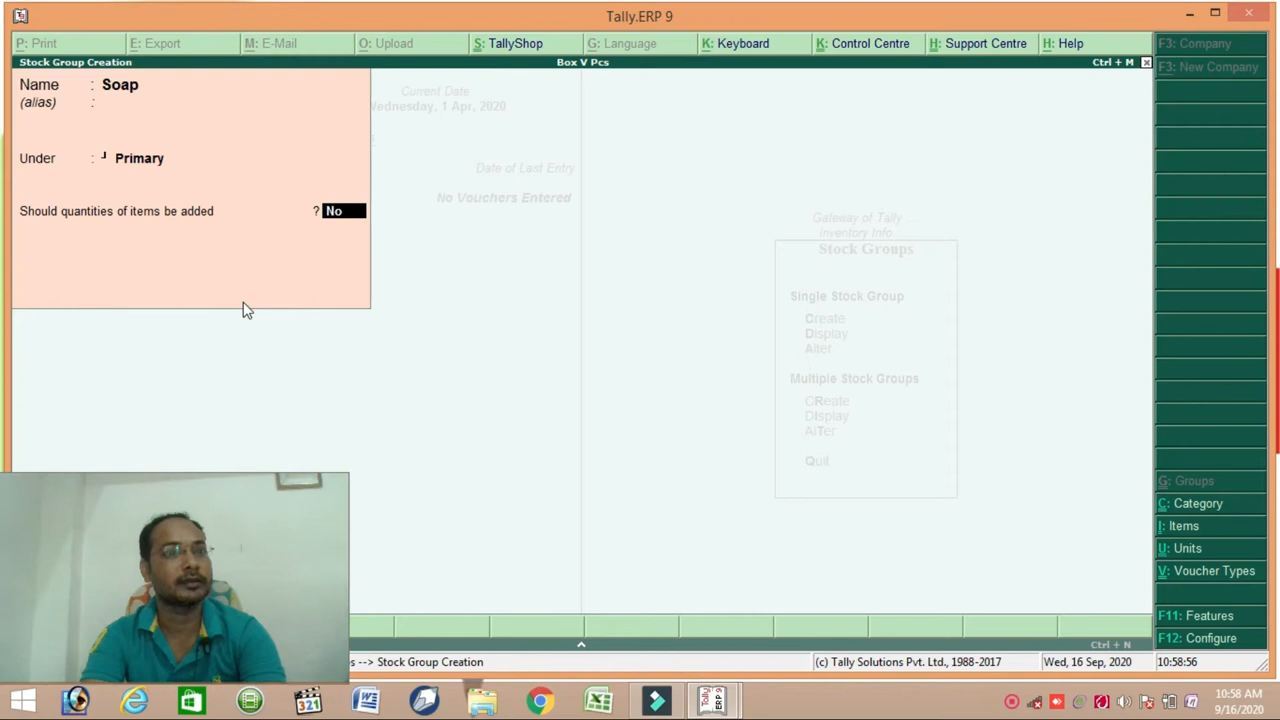 Tally.ERP 9
P: Print
E: Export
M: E-Mail
O: Upload
S: TallyShop
G: Language
K: Keyboard
K: Control Centre
H: Support Centre
H: Help
F3: Company
Stock Group Creation
Box V Pcs
Ctrl + M
F3: New Company
Name : Soap
(alias) :
Current Date
Wednesday, 1 Apr, 2020
Under : Primary
Date of Last Entry
No Vouchers Entered
Should quantities of items be added ? No
Gateway of Tally ....
Inventory Info
Stock Groups
Single Stock Group
Create
Display
Alter
Multiple Stock Groups
CReate
DIsplay
AlTer
Quit
G: Groups
C: Category
I: Items
U: Units
V: Voucher Types
F11: Features
F12: Configure
Ctrl + N
s --> Stock Group Creation
(c) Tally Solutions Pvt. Ltd., 1988-2017
Wed, 16 Sep, 2020
10:58:56
321
Tally
ERP 9
10:58 AM
9/16/2020